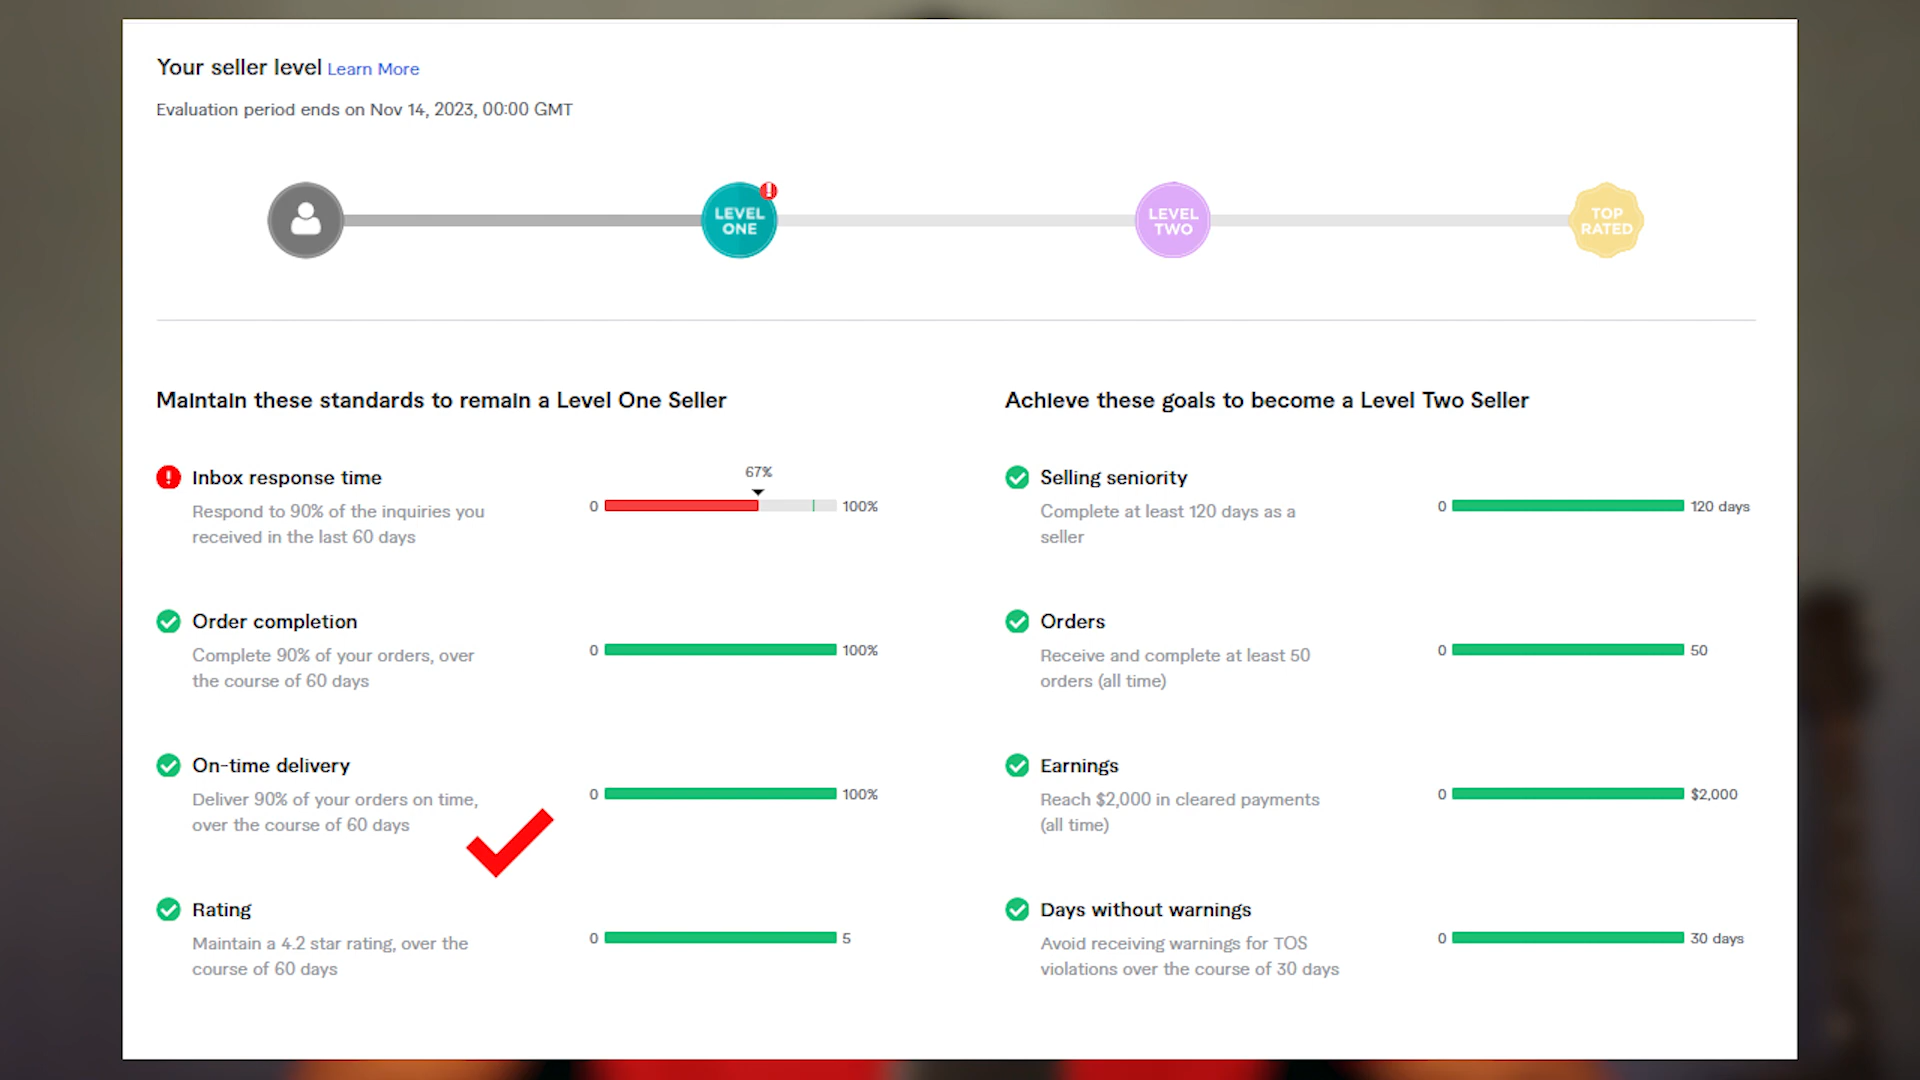 Your seller level Learn More
Evaluation period ends on Nov 14, 2023, 00:00 GMT
LEVEL
ONE
LEVEL
TWO
TOP
RATED
Maintain these standards to remain a Level One Seller
Inbox response time
Respond to 90% of the inquiries you
received in the last 60 days
67%
0 100%
Order completion
Complete 90% of your orders, over
the course of 60 days
0 100%
On-time delivery
Deliver 90% of your orders on time,
over the course of 60 days
0 100%
Rating
Maintain a 4.2 star rating, over the
course of 60 days
0 5
Achieve these goals to become a Level Two Seller
Selling seniority
Complete at least 120 days as a
seller
0 120 days
Orders
Receive and complete at least 50
orders (all time)
0 50
Earnings
Reach $2,000 in cleared payments
(all time)
0 $2,000
Days without warnings
Avoid receiving warnings for TOS
violations over the course of 30 days
0 30 days